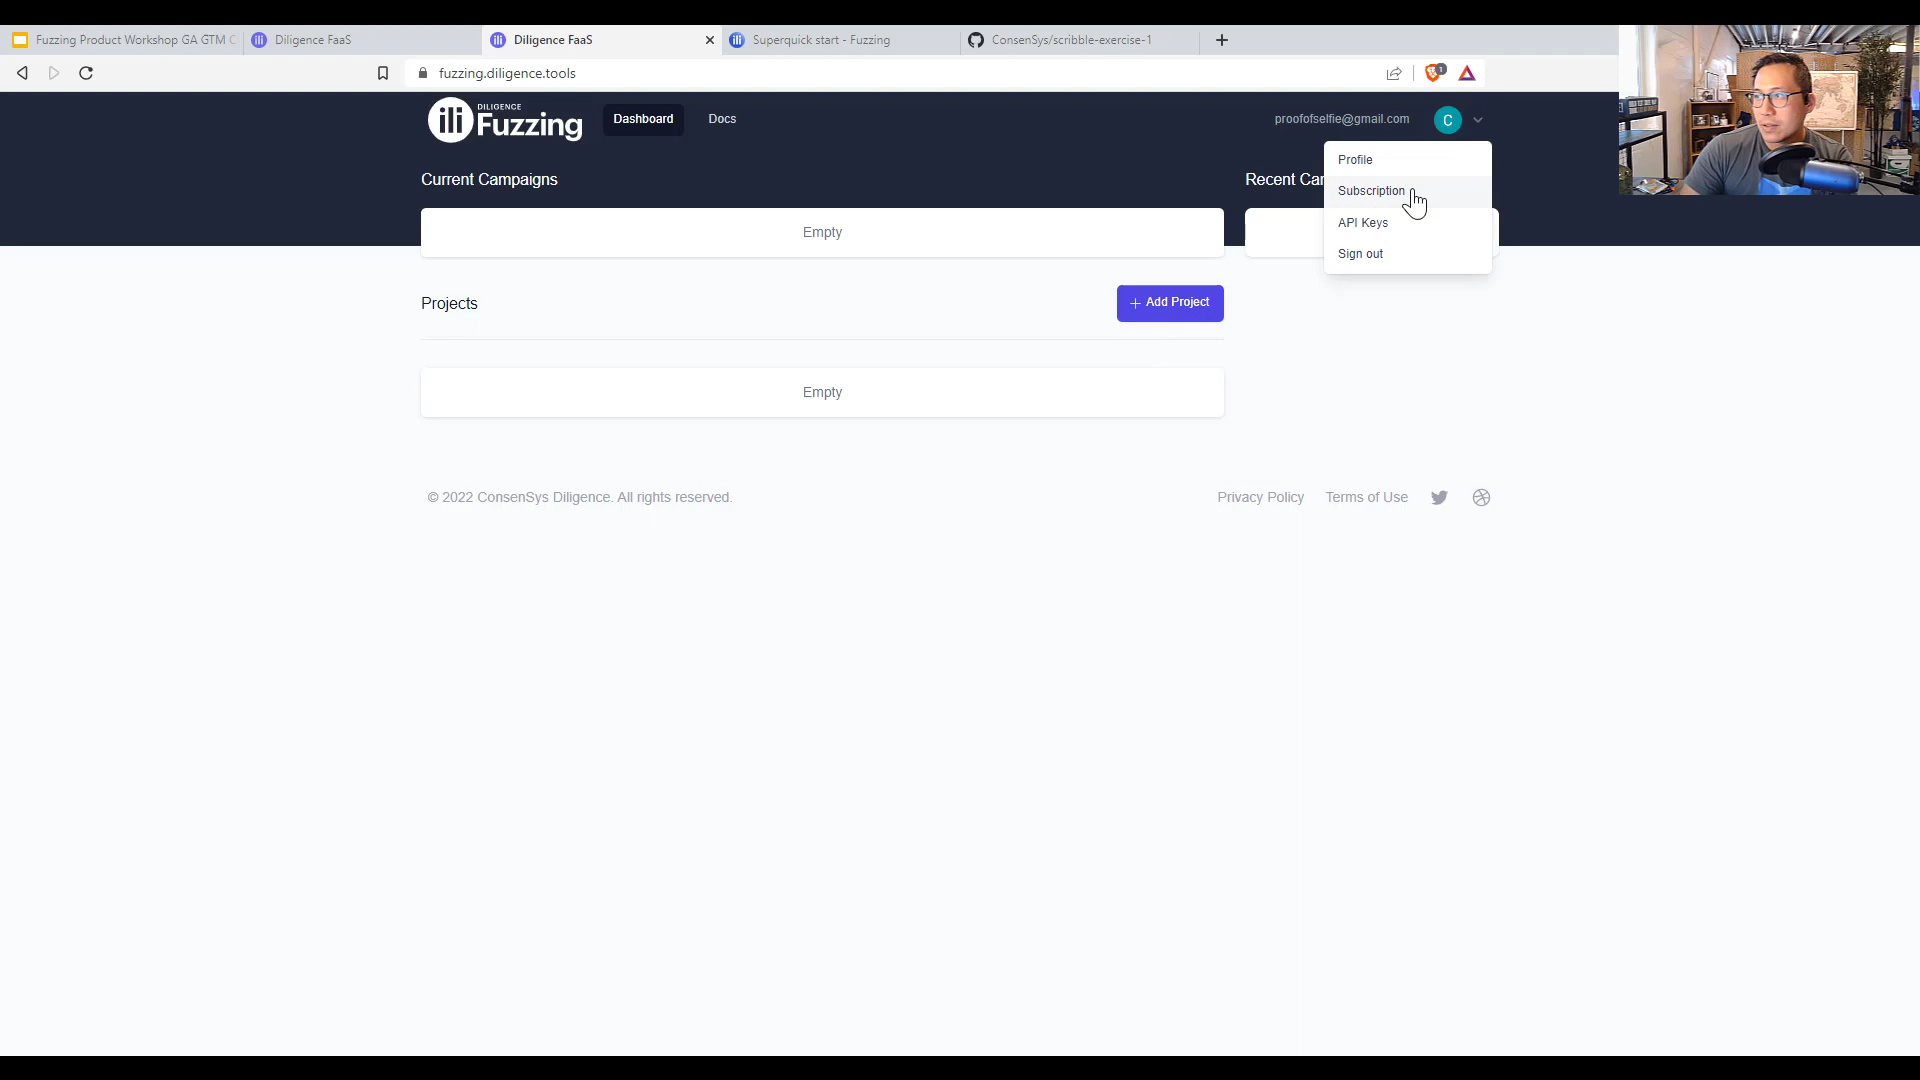 Fuzzing Product Workshop GA GTM C
Diligence FaaS
Diligence FaaS
Superquick start - Fuzzing
ConsenSys/scribble-exercise-1
fuzzing.diligence.tools
1
DILIGENCE
Fuzzing
Dashboard
Docs
proofofselfie@gmail.com
C
Profile
Current Campaigns
Recent Car
Subscription
API Keys
Empty
Sign out
Projects
+ Add Project
Empty
© 2022 ConsenSys Diligence. All rights reserved.
Privacy Policy
Terms of Use